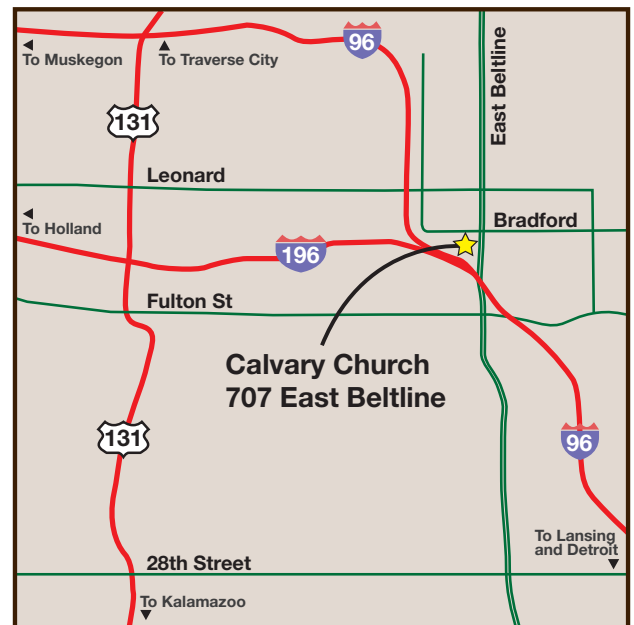 To Muskegon
To Traverse City
96
East Beltline
131
Leonard
To Holland
Bradford
196
Fulton St
Calvary Church
707 East Beltline
131
96
To Lansing
and Detroit
28th Street
To Kalamazoo